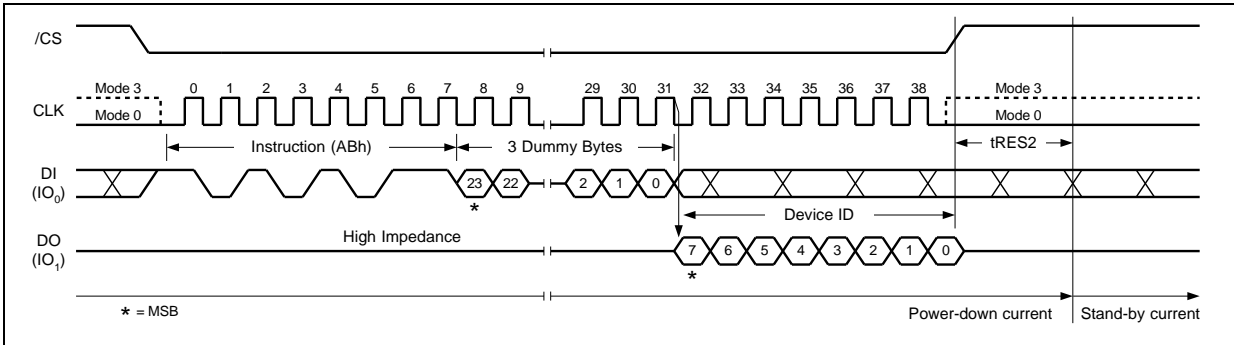 /CS
Mode 3 0 1 2 3 4 5 6 7 8 9 29 30 31 32 33 34 35 36 37 38 Mode 3
CLK
Mode 0 Mode 0
Instruction (ABh) 3 Dummy Bytes tRES2
DI
(IO0)
23 22 2 1 0
*
Device ID
High Impedance
DO
(IO1)
7 6 5 4 3 2 1 0
*
* = MSB
Power-down current Stand-by current